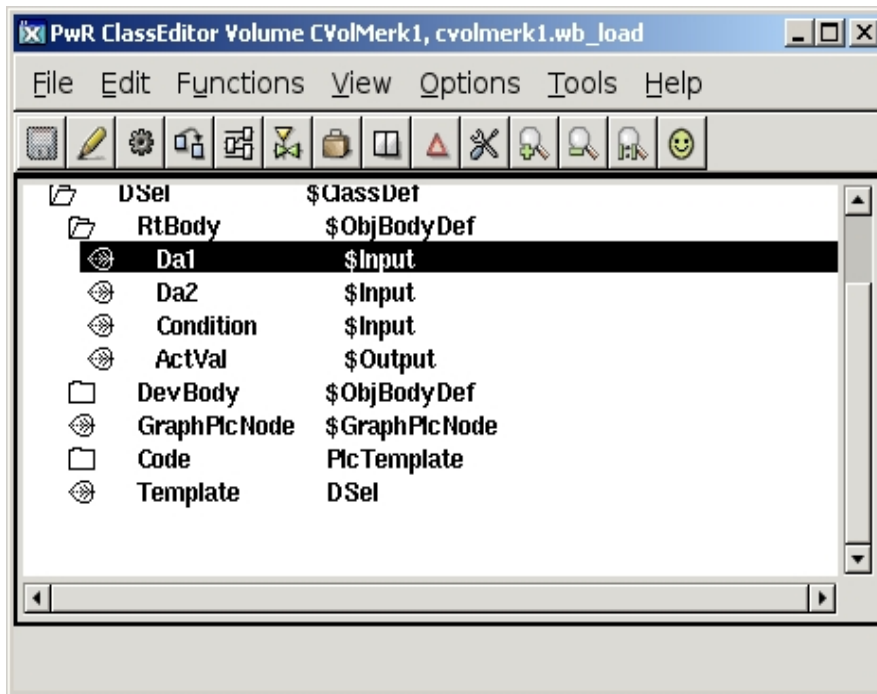 PwR ClassEditor Volume CVolMerk1, cvolmerk1.wb_load
File Edit Functions View Options Tools Help
DSel $ClassDef
RtBody $ObjBodyDef
Da1 $Input
Da2 $Input
Condition $Input
ActVal $Output
DevBody $ObjBodyDef
GraphPlcNode $GraphPlcNode
Code PlcTemplate
Template DSel